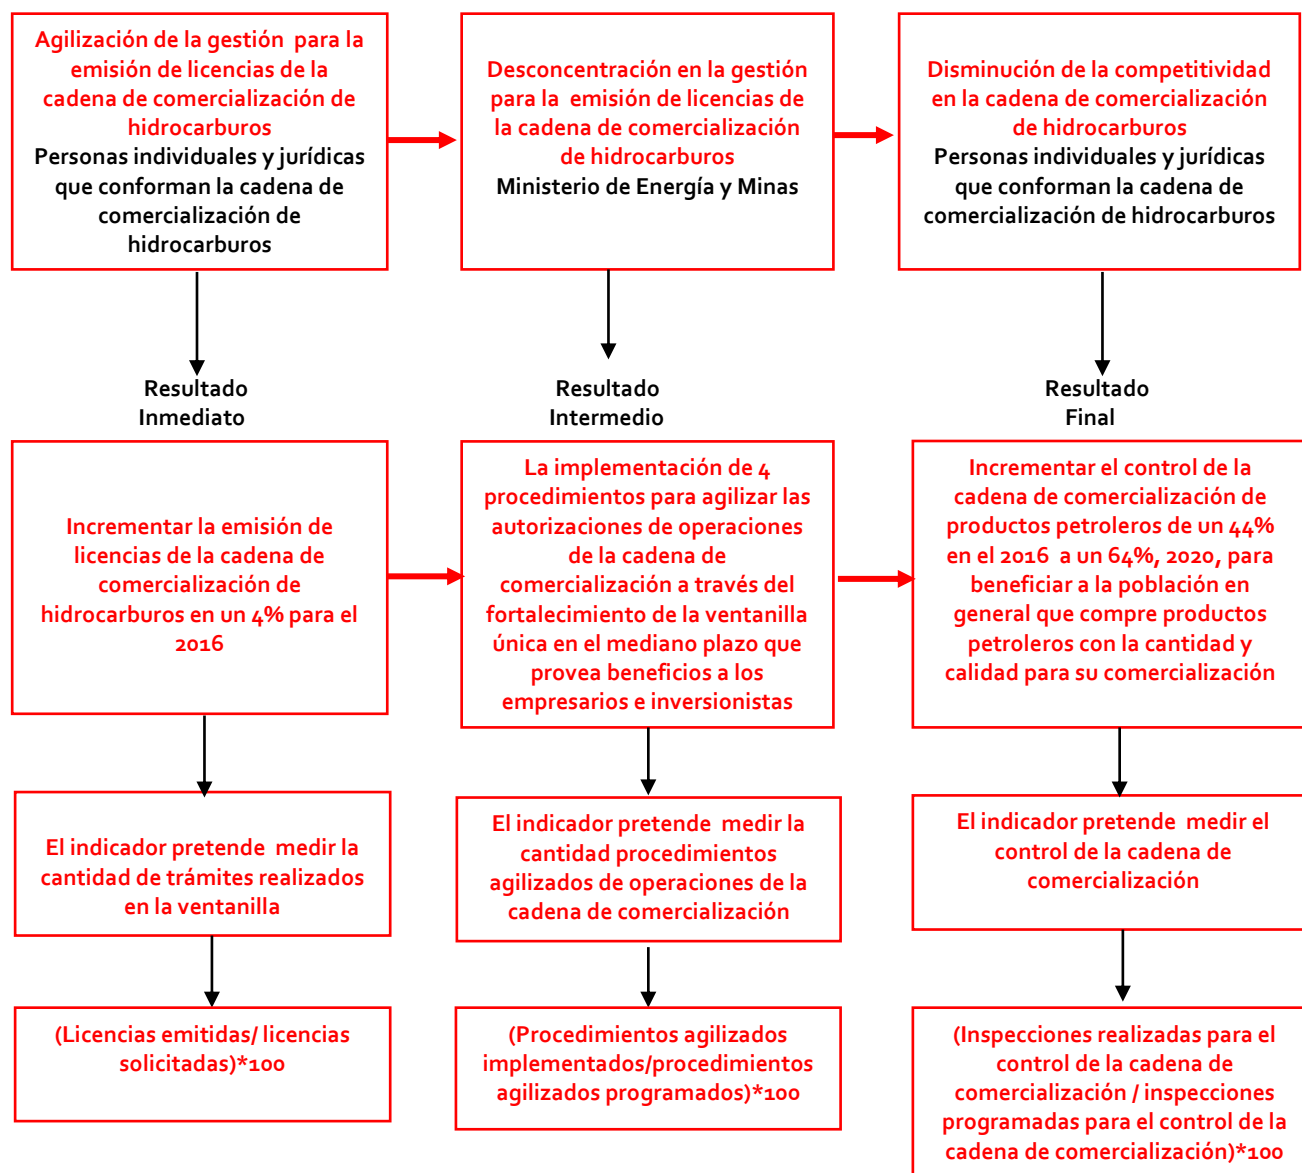 Agilización de la gestión para la
emisión de licencias de la
cadena de comercialización de
hidrocarburos
Personas individuales y jurídicas
que conforman la cadena de
comercialización de
hidrocarburos
Desconcentración en la gestión
para la emisión de licencias de
la cadena de comercialización
de hidrocarburos
Ministerio de Energía y Minas
Disminución de la competitividad
en la cadena de comercialización
de hidrocarburos
Personas individuales y jurídicas
que conforman la cadena de
comercialización de hidrocarburos
Resultado
Inmediato
Resultado
Intermedio
Resultado
Final
Incrementar la emisión de
licencias de la cadena de
comercialización de
hidrocarburos en un 4% para el
2016
La implementación de 4
procedimientos para agilizar las
autorizaciones de operaciones
de la cadena de
comercialización a través del
fortalecimiento de la ventanilla
única en el mediano plazo que
provea beneficios a los
empresarios e inversionistas
Incrementar el control de la
cadena de comercialización de
productos petroleros de un 44%
en el 2016 a un 64%, 2020, para
beneficiar a la población en
general que compre productos
petroleros con la cantidad y
calidad para su comercialización
El indicador pretende medir la
cantidad de trámites realizados
en la ventanilla
El indicador pretende medir la
cantidad procedimientos
agilizados de operaciones de la
cadena de comercialización
El indicador pretende medir el
control de la cadena de
comercialización
(Licencias emitidas/ licencias
solicitadas)*100
(Procedimientos agilizados
implementados/procedimientos
agilizados programados)*100
(Inspecciones realizadas para el
control de la cadena de
comercialización / inspecciones
programadas para el control de la
cadena de comercialización)*100